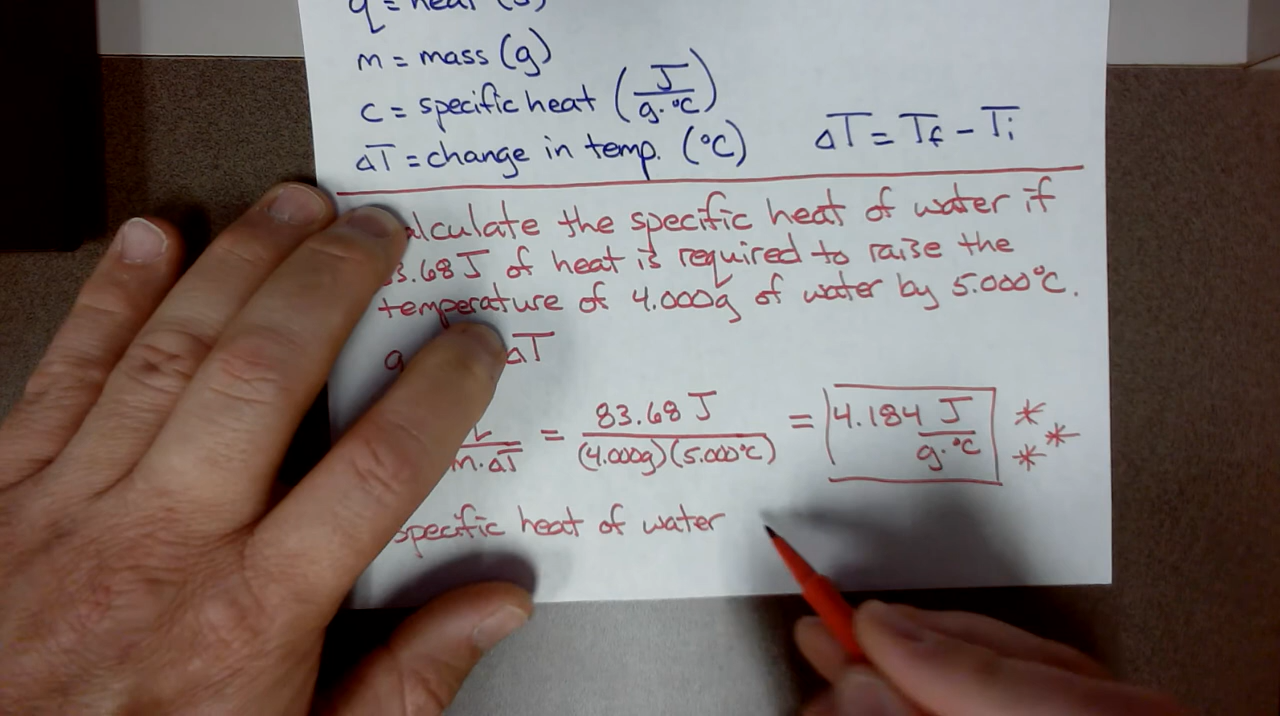 q = heat (J)
m = mass (g)
c = specific heat (J/g·°C)
ΔT = change in temp. (°C) ΔT = Tf - Ti
alculate the specific heat of water if
3.68 J of heat is required to raise the
temperature of 4.000g of water by 5.000°C.
q ΔT
/m·ΔT = 83.68 J/(4.000g)(5.000°C) = 4.184 J/g·°C ***
specific heat of water